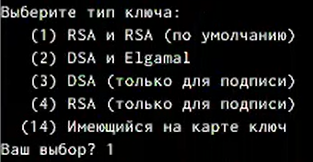 Выберите тип ключа:
(1) RSA и RSA (по умолчанию)
(2) DSA и Elgamal
(3) DSA (только для подписи)
(4) RSA (только для подписи)
(14) Имеющийся на карте ключ
Ваш выбор? 1